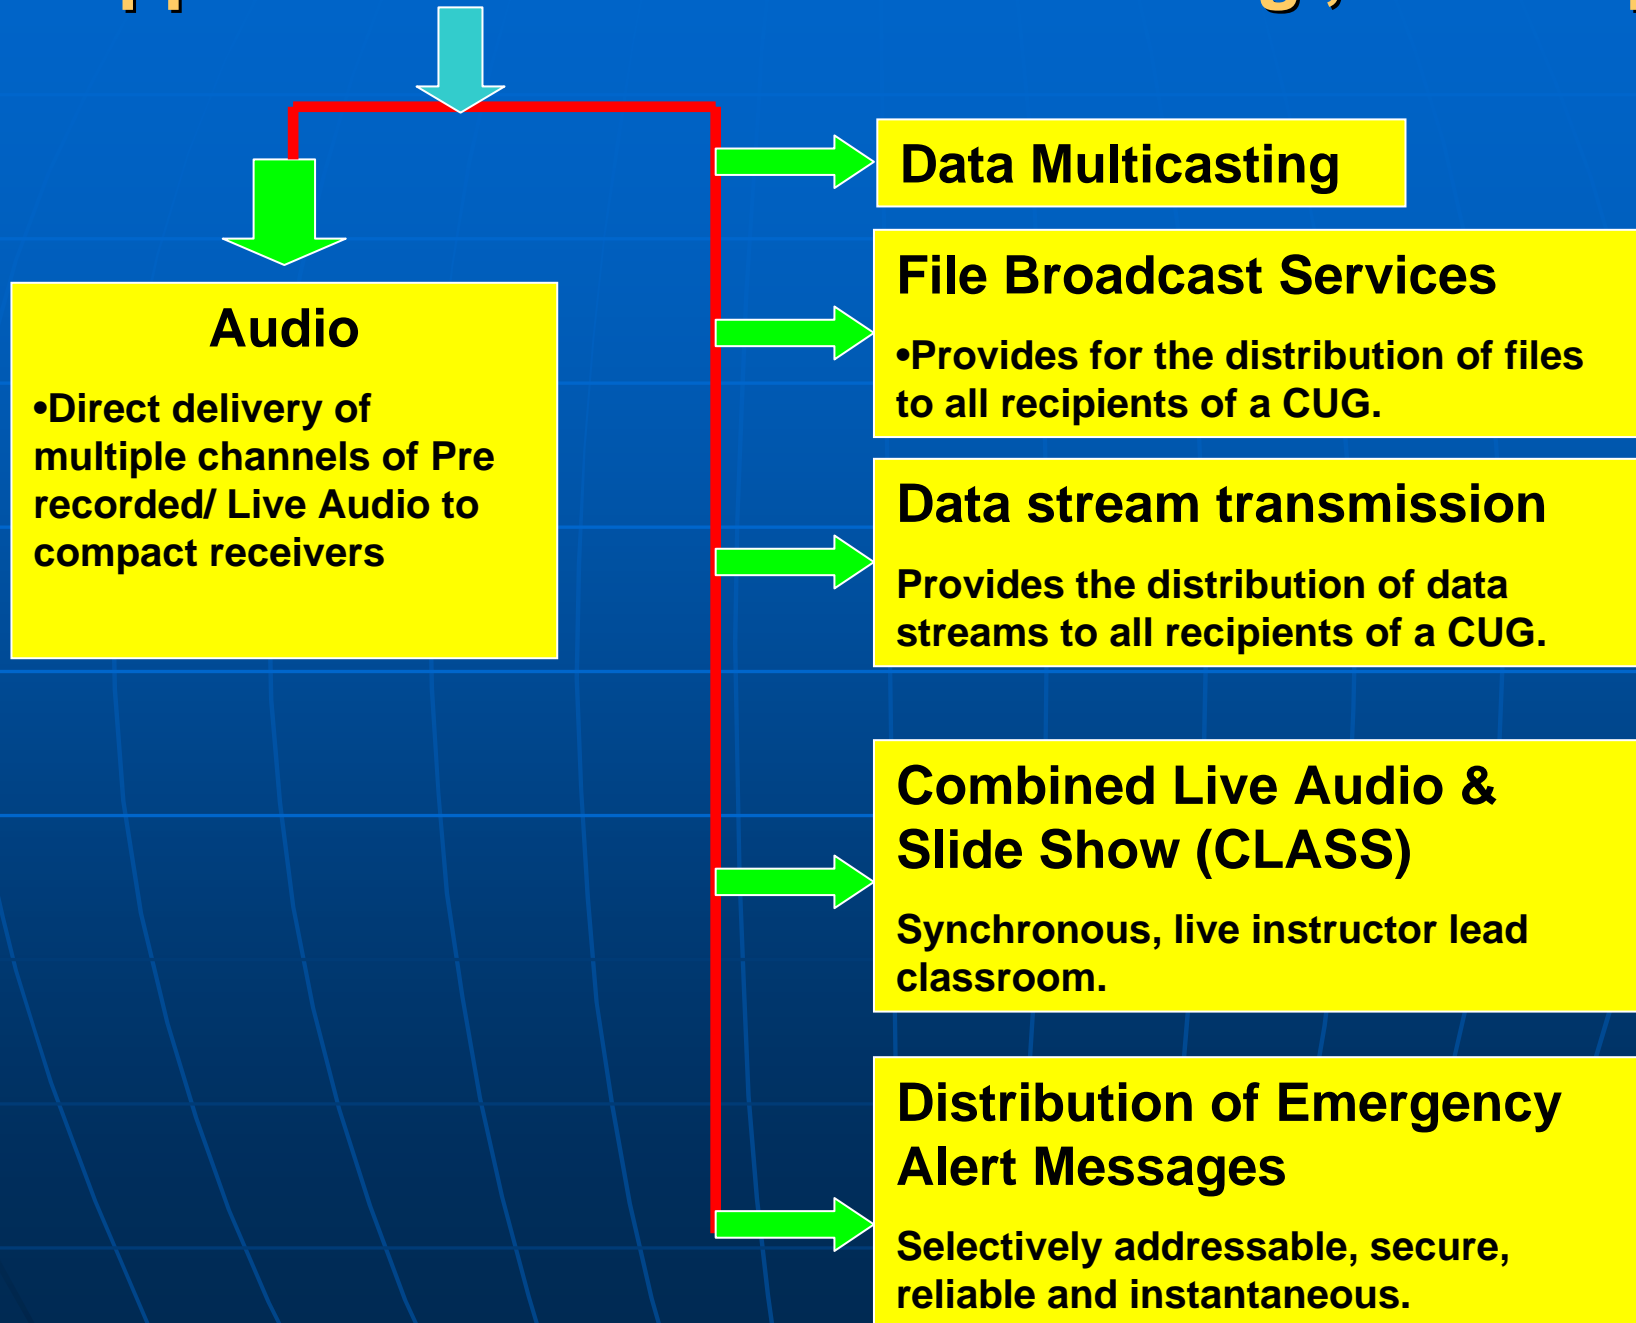 Audio
•Direct delivery of
multiple channels of Pre
recorded/ Live Audio to
compact receivers
Data Multicasting
File Broadcast Services
•Provides for the distribution of files
to all recipients of a CUG.
Data stream transmission
Provides the distribution of data
streams to all recipients of a CUG.
Combined Live Audio &
Slide Show (CLASS)
Synchronous, live instructor lead
classroom.
Distribution of Emergency
Alert Messages
Selectively addressable, secure,
reliable and instantaneous.